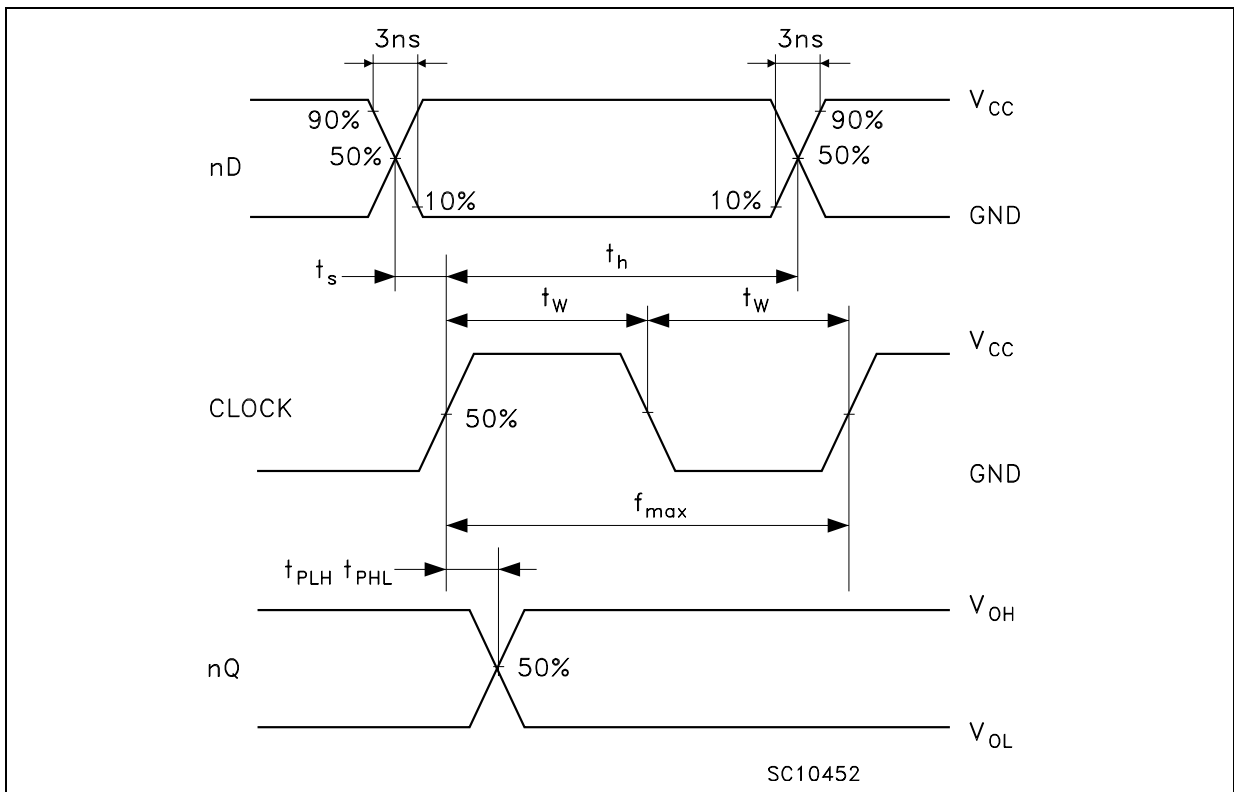 3ns 3ns
V_CC
90% 90%
nD 50% 50%
10% 10%
GND
t_s t_h
t_W t_W
V_CC
CLOCK 50%
GND
f_max
t_PLH t_PHL
V_OH
nQ 50%
V_OL
SC10452